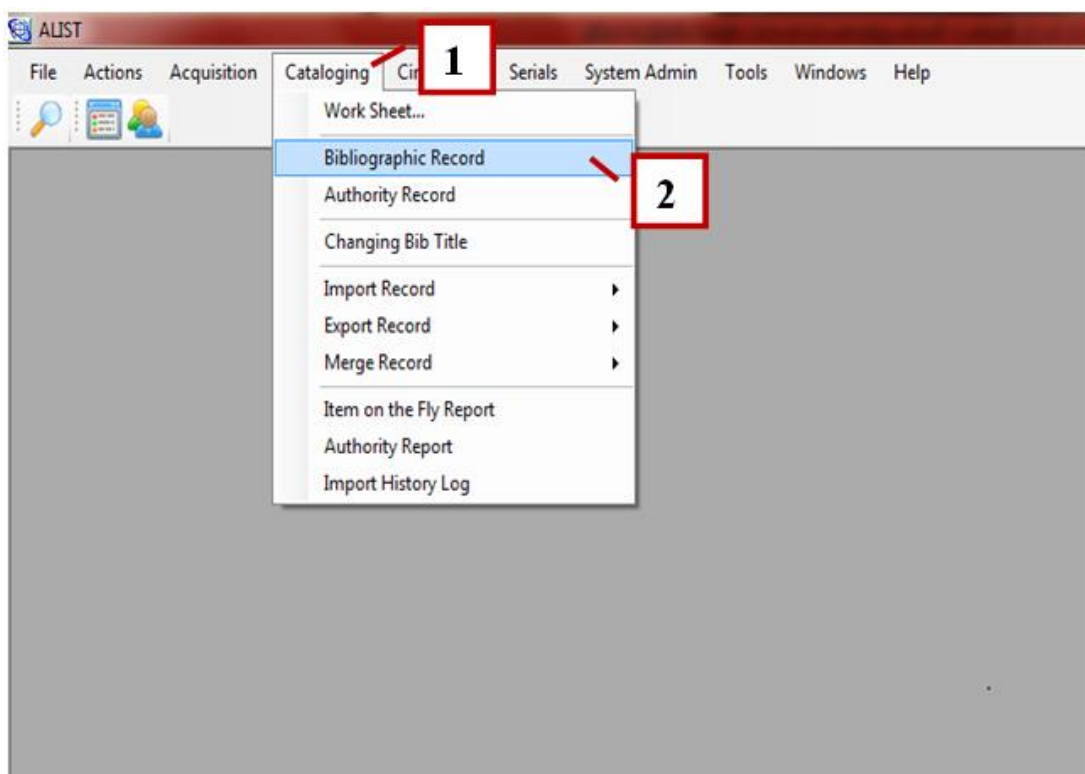 ALIST
File Actions Acquisition Cataloging Cir 1 Serials System Admin Tools Windows Help
Work Sheet...
Bibliographic Record
2
Authority Record
Changing Bib Title
Import Record
Export Record
Merge Record
Item on the Fly Report
Authority Report
Import History Log